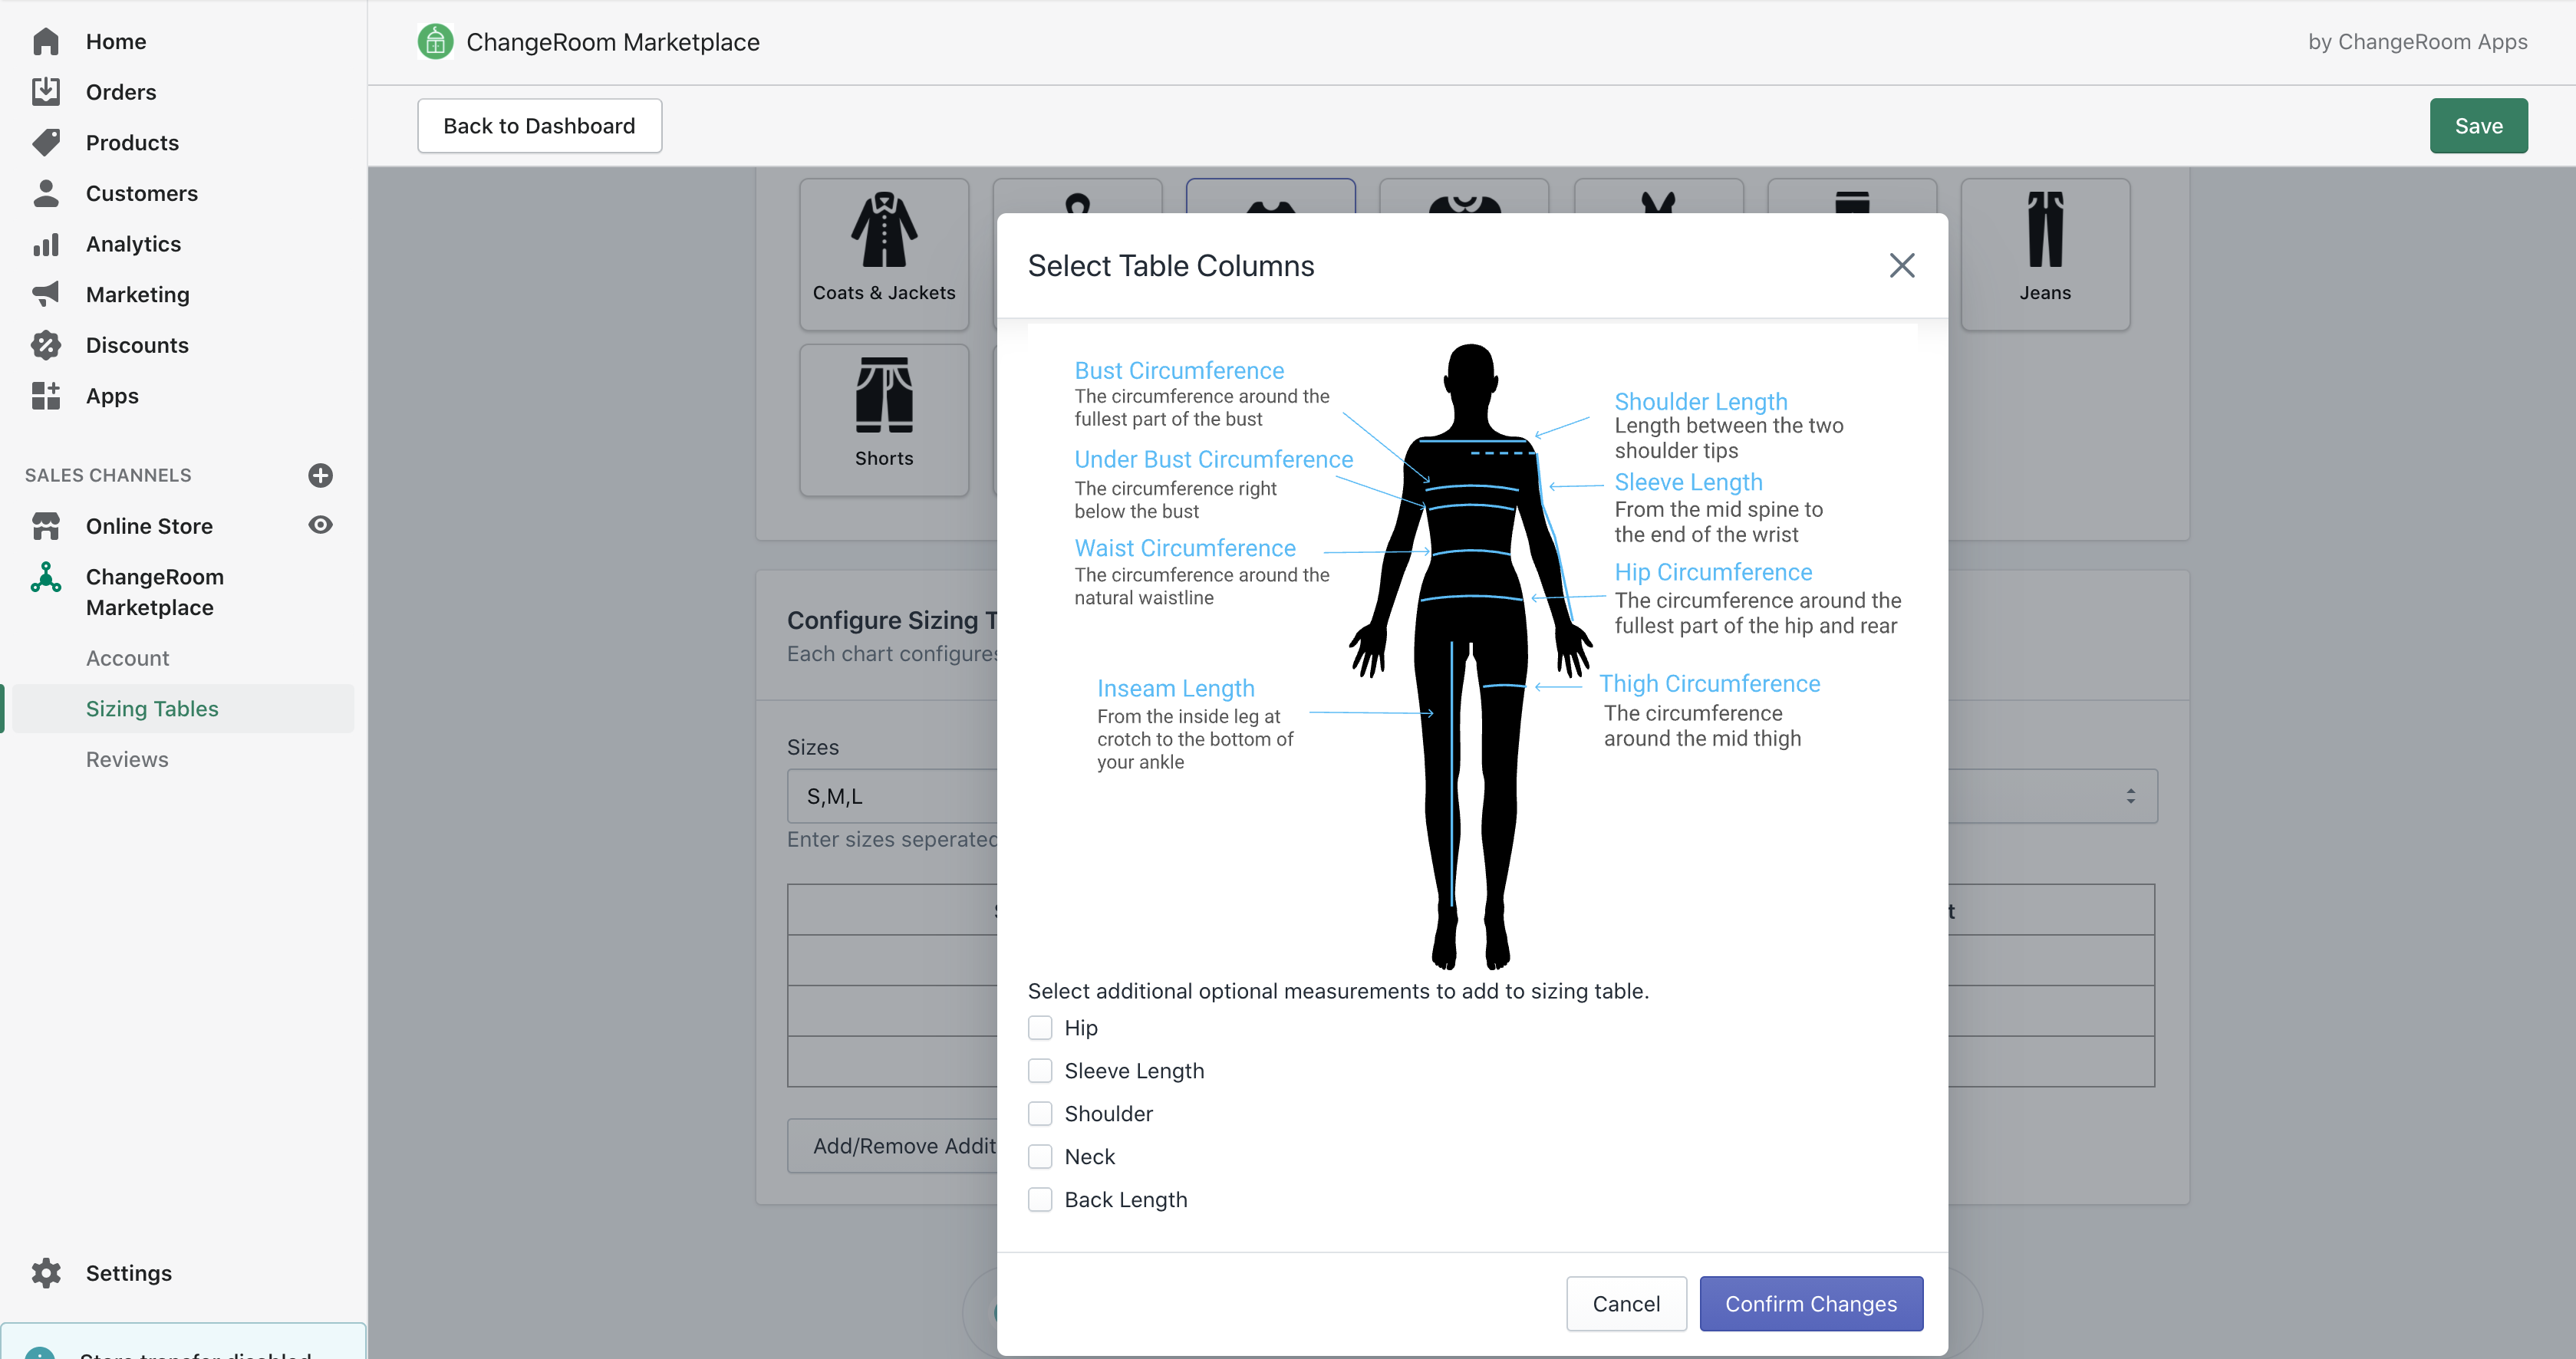 Home
Orders
Products
Customers
Analytics
Marketing
Discounts
Apps
SALES CHANNELS
Online Store
ChangeRoom
Marketplace
Account
Sizing Tables
Reviews
Settings
Store transfer disabled
ChangeRoom Marketplace
by ChangeRoom Apps
Back to Dashboard
Save
Coats & Jackets
Jeans
Shorts
Configure Sizing T
Each chart configures
Sizes
S,M,L
Enter sizes seperated
t
Add/Remove Addit
Select Table Columns
Bust Circumference
The circumference around the
fullest part of the bust
Under Bust Circumference
The circumference right
below the bust
Waist Circumference
The circumference around the
natural waistline
Inseam Length
From the inside leg at
crotch to the bottom of
your ankle
Shoulder Length
Length between the two
shoulder tips
Sleeve Length
From the mid spine to
the end of the wrist
Hip Circumference
The circumference around the
fullest part of the hip and rear
Thigh Circumference
The circumference
around the mid thigh
Select additional optional measurements to add to sizing table.
Hip
Sleeve Length
Shoulder
Neck
Back Length
Cancel
Confirm Changes